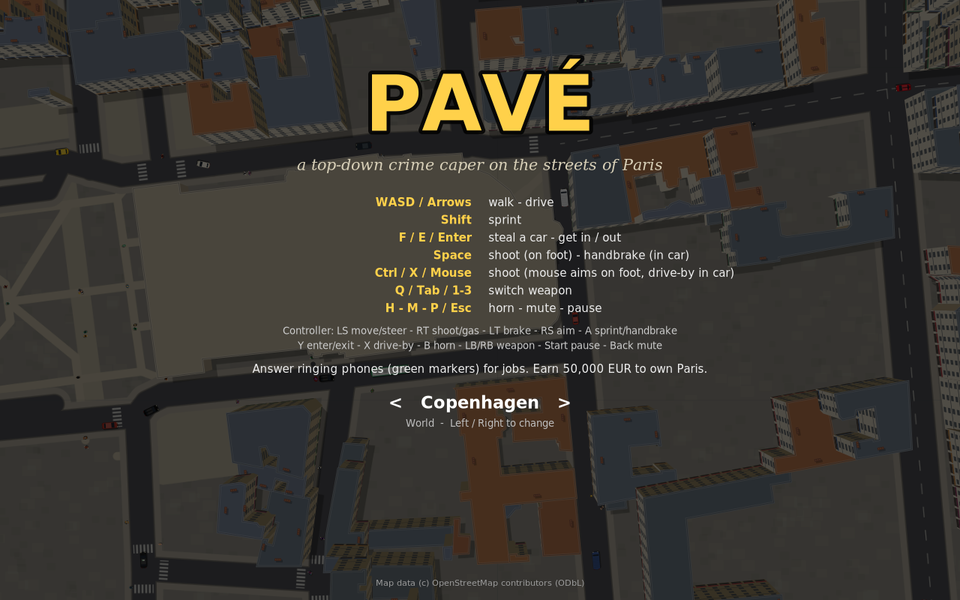 PAVÉ
a top-down crime caper on the streets of Paris
WASD / Arrows walk - drive
Shift sprint
F / E / Enter steal a car - get in / out
Space shoot (on foot) - handbrake (in car)
Ctrl / X / Mouse shoot (mouse aims on foot, drive-by in car)
Q / Tab / 1-3 switch weapon
H - M - P / Esc horn - mute - pause
Controller: LS move/steer - RT shoot/gas - LT brake - RS aim - A sprint/handbrake
Y enter/exit - X drive-by - B horn - LB/RB weapon - Start pause - Back mute
Answer ringing phones (green markers) for jobs. Earn 50,000 EUR to own Paris.
< Copenhagen >
World - Left / Right to change
Map data (c) OpenStreetMap contributors (ODbL)